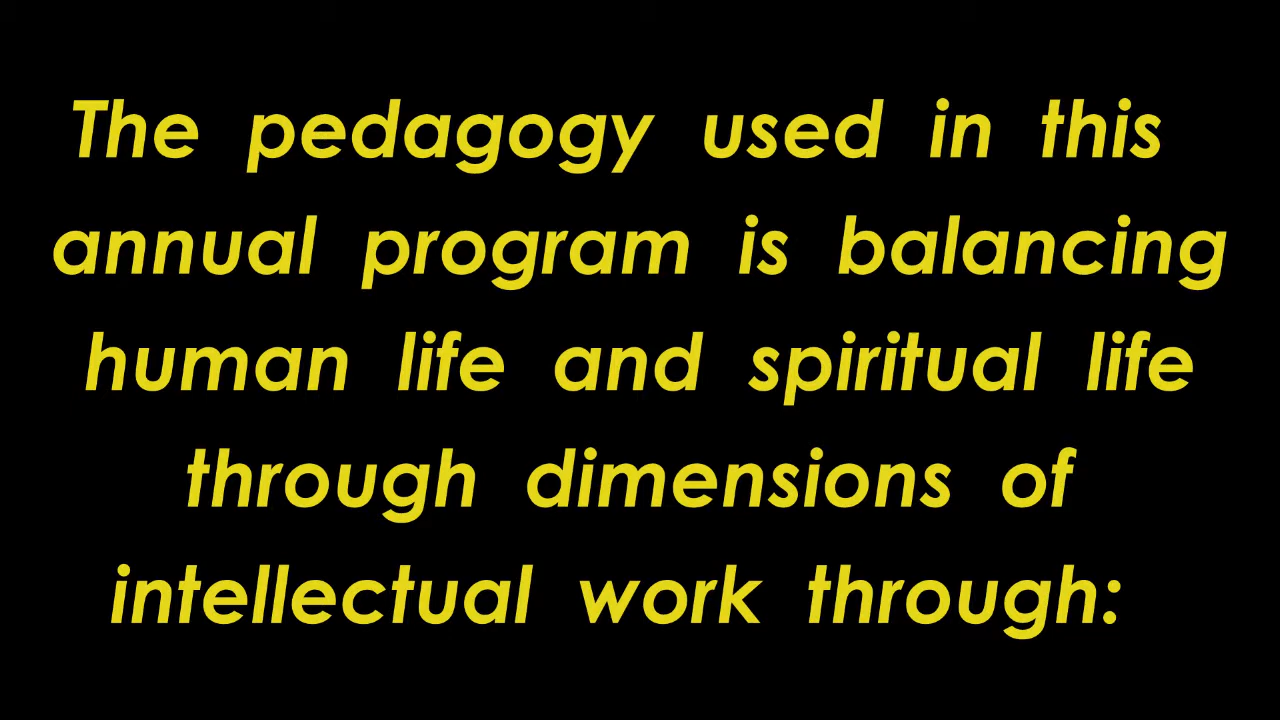 The pedagogy used in this
annual program is balancing
human life and spiritual life
through dimensions of
intellectual work through: